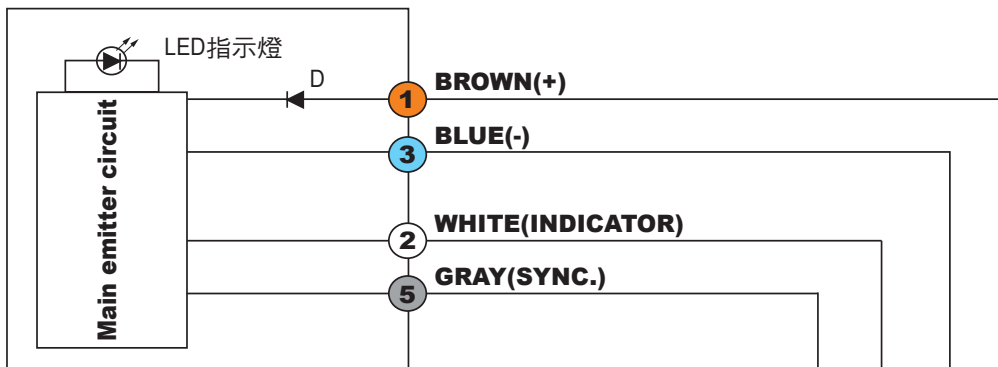 LED指示燈
D
BROWN(+)
1
BLUE(-)
3
Main emitter circuit
WHITE(INDICATOR)
2
GRAY(SYNC.)
5